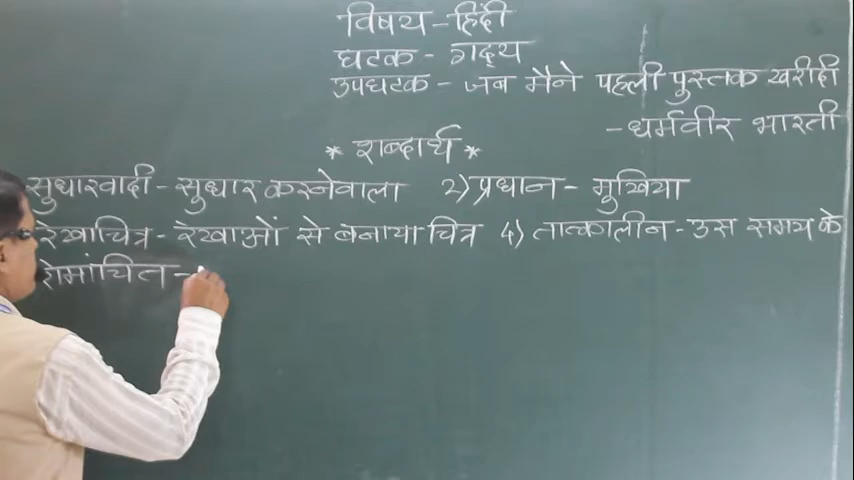 विषय - हिंदी
घटक - गद्य
उपघटक - जब मैने पहली पुस्तक खरीदी
- धर्मवीर भारती
* शब्दार्थ *
सुधारवादी - सुधार करनेवाला 2) प्रधान - मुखिया
रेखाचित्र - रेखाओं से बनाया चित्र 4) तात्कालीन - उस समय के
रोमांचित -